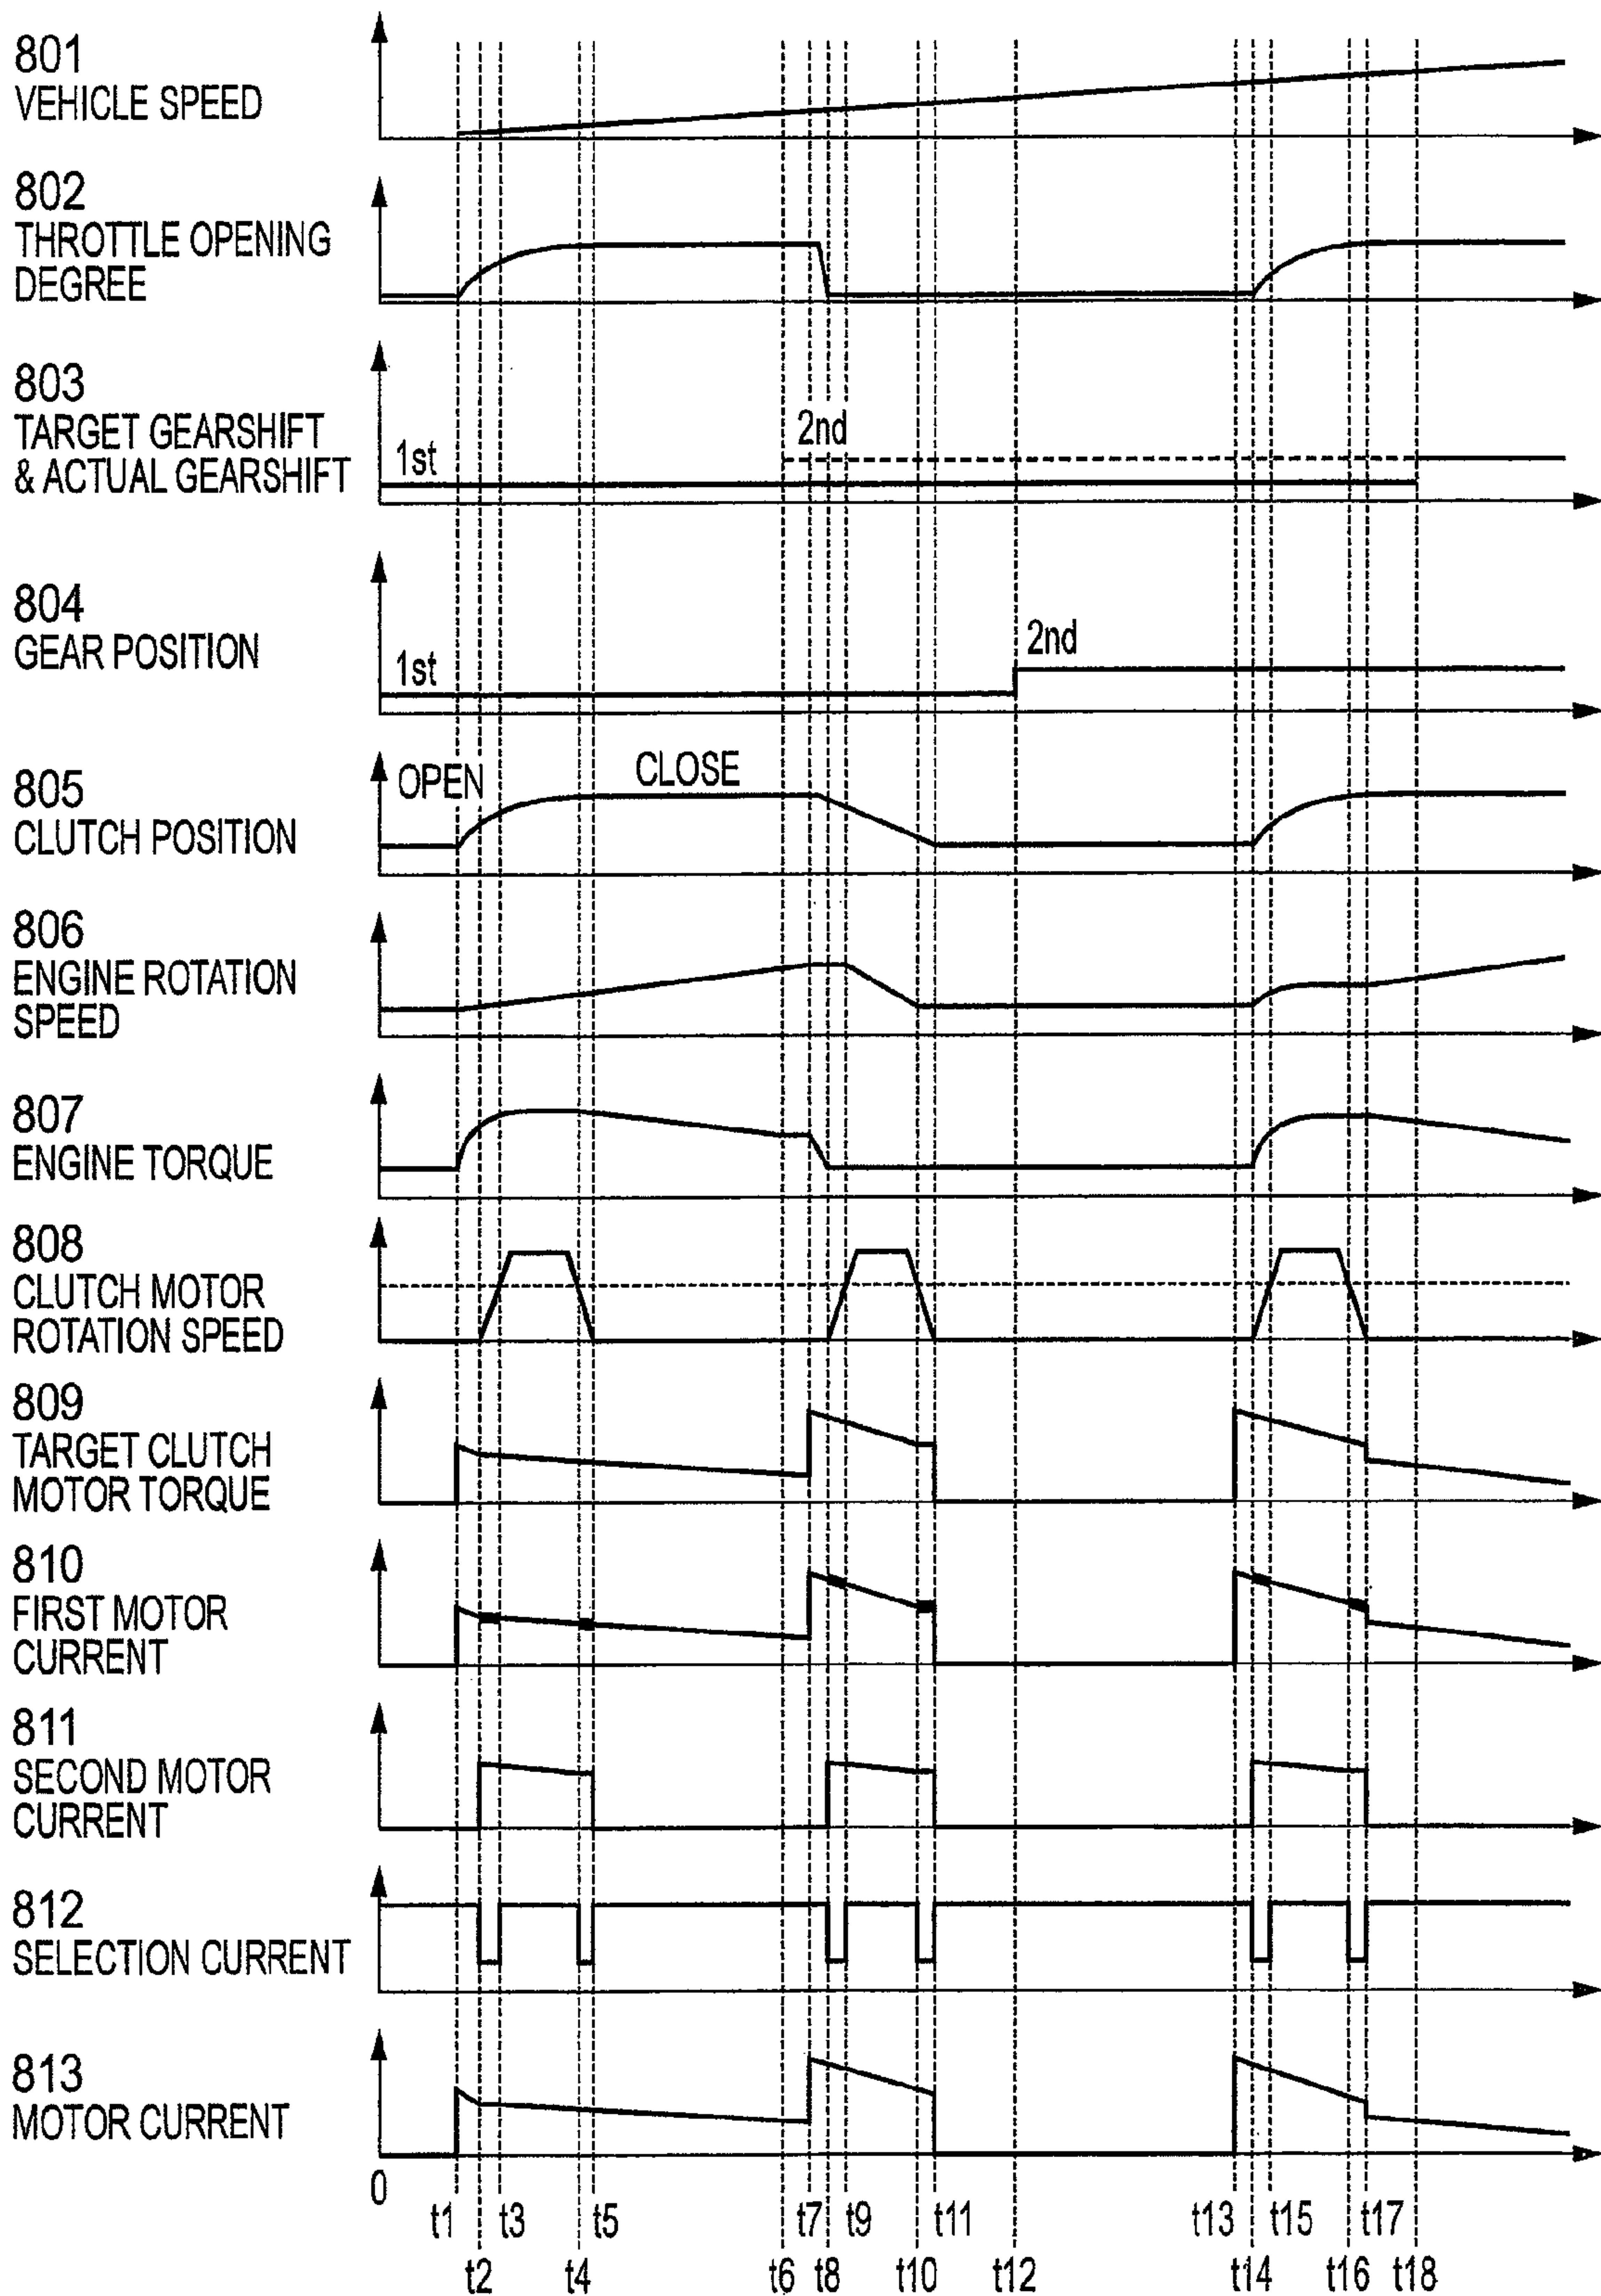 801
VEHICLE SPEED
802
THROTTLE OPENING
DEGREE
803
TARGET GEARSHIFT
& ACTUAL GEARSHIFT
1st
2nd
804
GEAR POSITION
1st
2nd
805
CLUTCH POSITION
OPEN
CLOSE
806
ENGINE ROTATION
SPEED
807
ENGINE TORQUE
808
CLUTCH MOTOR
ROTATION SPEED
809
TARGET CLUTCH
MOTOR TORQUE
810
FIRST MOTOR
CURRENT
811
SECOND MOTOR
CURRENT
812
SELECTION CURRENT
813
MOTOR CURRENT
0
t1 t3 t5 t7 t9 t11 t13 t15 t17
t2 t4 t6 t8 t10 t12 t14 t16 t18